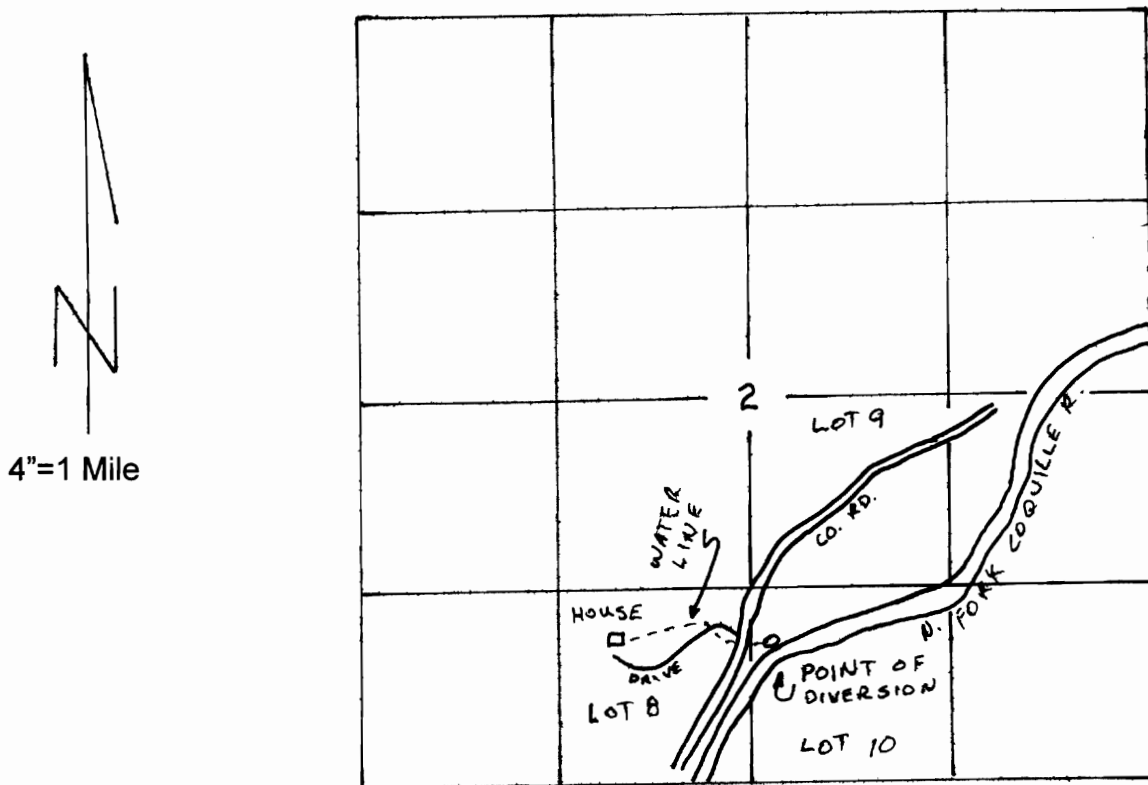 N
4"=1 Mile
2
LOT 9
CO. RD.
N. FORK COQUILLE R.
WATER
LINE
HOUSE
DRIVE
LOT 8
POINT OF
DIVERSION
LOT 10